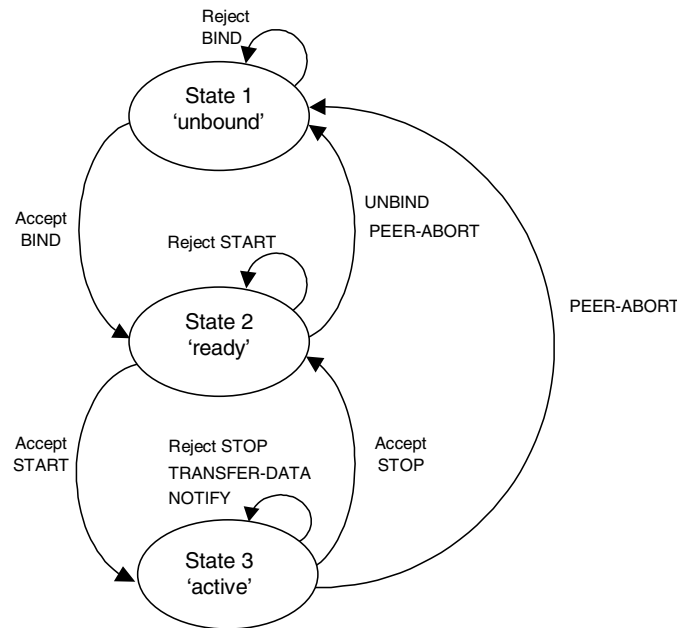 Reject
BIND
State 1
'unbound'
UNBIND
PEER-ABORT
Accept
BIND
Reject START
PEER-ABORT
State 2
'ready'
Accept
START
Reject STOP
TRANSFER-DATA
NOTIFY
Accept
STOP
State 3
'active'